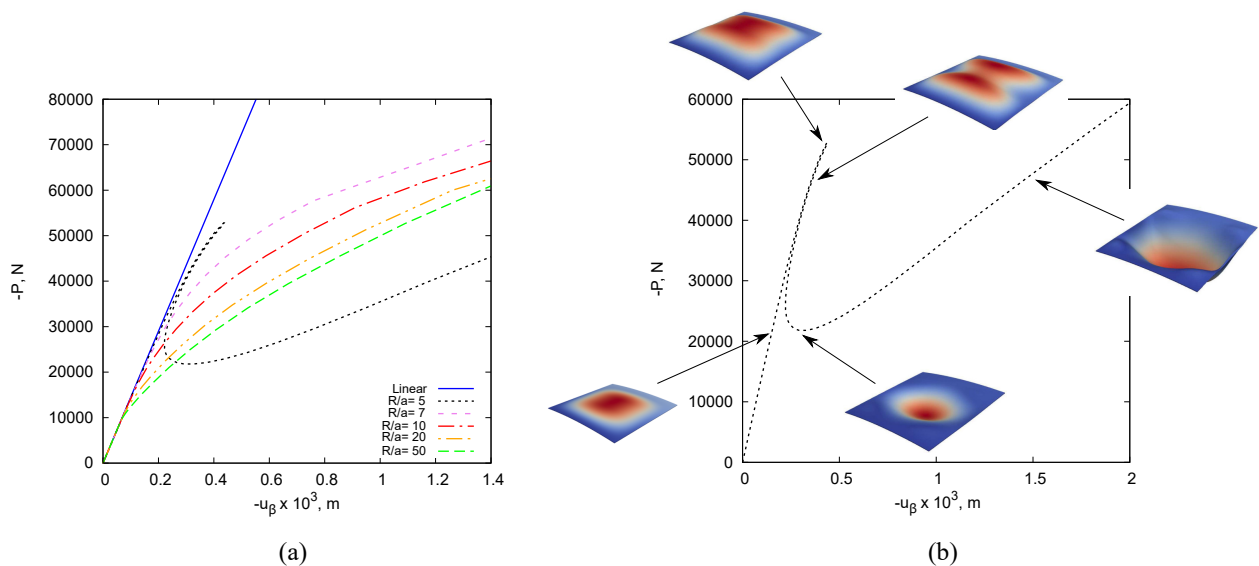 80000
70000
60000
50000
40000
30000
20000
10000
0
-P, N
0 0.2 0.4 0.6 0.8 1 1.2 1.4
-uβ x 10³, m
Linear
R/a= 5
R/a= 7
R/a= 10
R/a= 20
R/a= 50
(a)
60000
50000
40000
30000
20000
10000
0
-P, N
0 0.5 1 1.5 2
-uβ x 10³, m
(b)